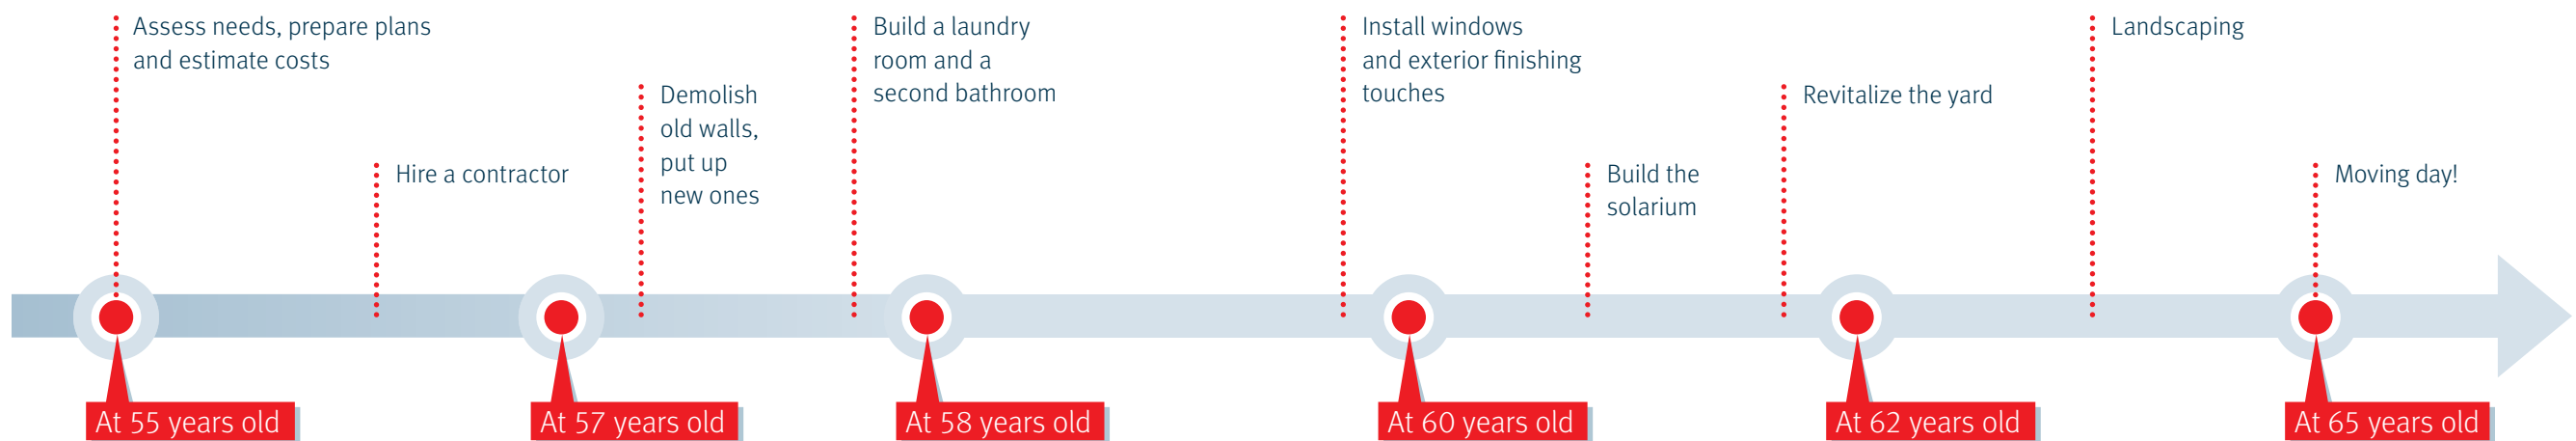 Assess needs, prepare plans
and estimate costs
Hire a contractor
Demolish
old walls,
put up
new ones
Build a laundry
room and a
second bathroom
Install windows
and exterior finishing
touches
Build the
solarium
Revitalize the yard
Landscaping
Moving day!
At 55 years old
At 57 years old
At 58 years old
At 60 years old
At 62 years old
At 65 years old